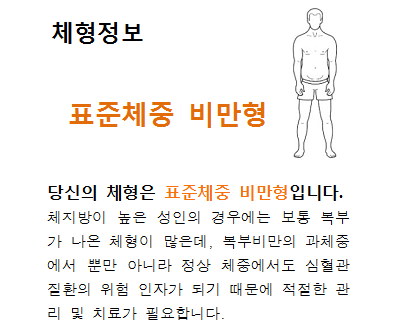 체형정보
표준체중 비만형
당신의 체형은 표준체중 비만형입니다.
체지방이 높은 성인의 경우에는 보통 복부
가 나온 체형이 많은데, 복부비만의 과체중
에서 뿐만 아니라 정상 체중에서도 심혈관
질환의 위험 인자가 되기 때문에 적절한 관
리 및 치료가 필요합니다.